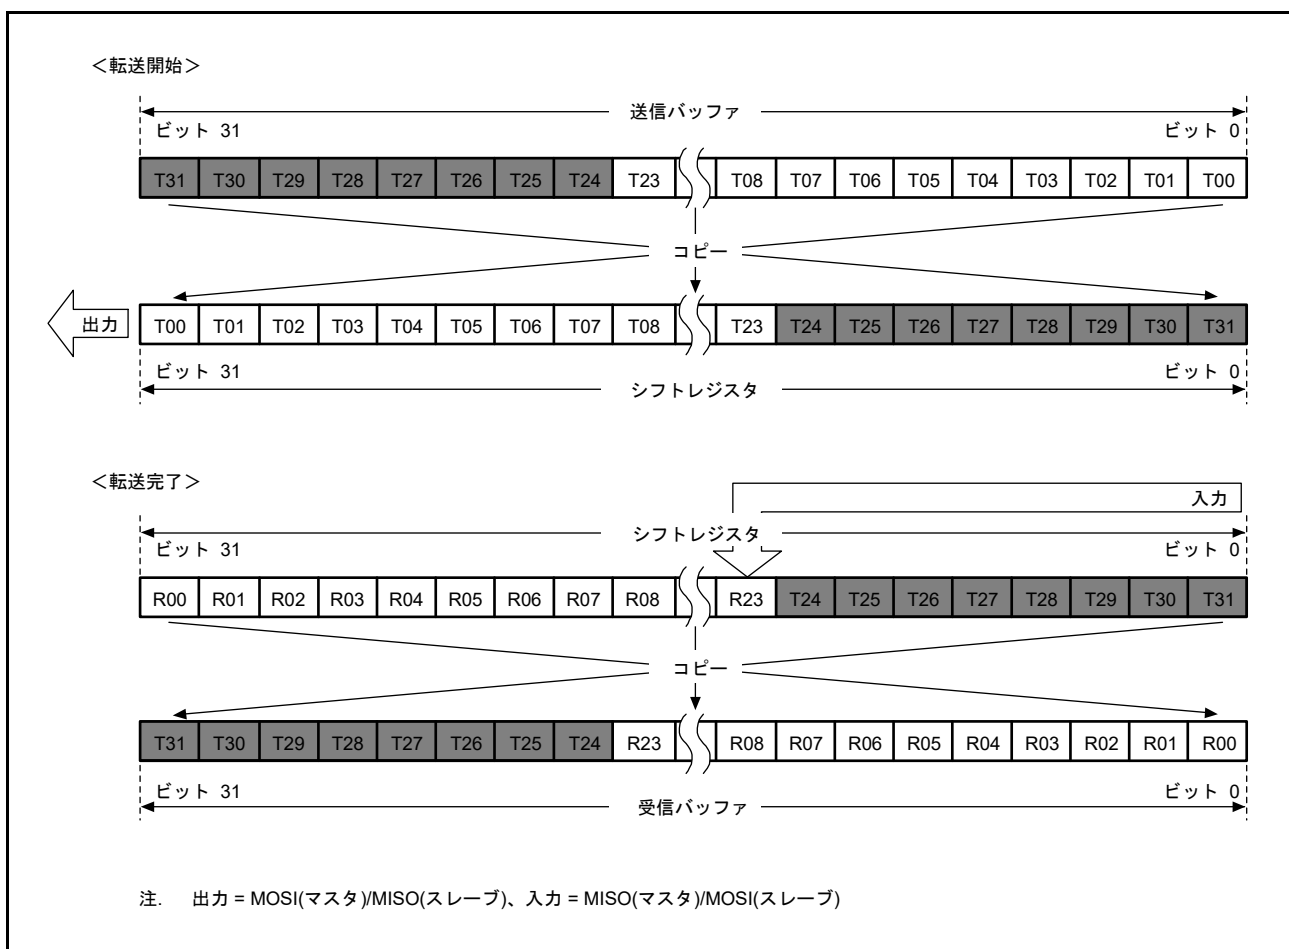 <転送開始>
送信バッファ
ビット 31 ビット 0
T31 T30 T29 T28 T27 T26 T25 T24 T23 T08 T07 T06 T05 T04 T03 T02 T01 T00
コピー
出力 T00 T01 T02 T03 T04 T05 T06 T07 T08 T23 T24 T25 T26 T27 T28 T29 T30 T31
ビット 31 ビット 0
シフトレジスタ
<転送完了>
入力
シフトレジスタ
ビット 31 ビット 0
R00 R01 R02 R03 R04 R05 R06 R07 R08 R23 T24 T25 T26 T27 T28 T29 T30 T31
コピー
T31 T30 T29 T28 T27 T26 T25 T24 R23 R08 R07 R06 R05 R04 R03 R02 R01 R00
ビット 31 ビット 0
受信バッファ
注. 出力 = MOSI(マスタ)/MISO(スレーブ)、入力 = MISO(マスタ)/MOSI(スレーブ)